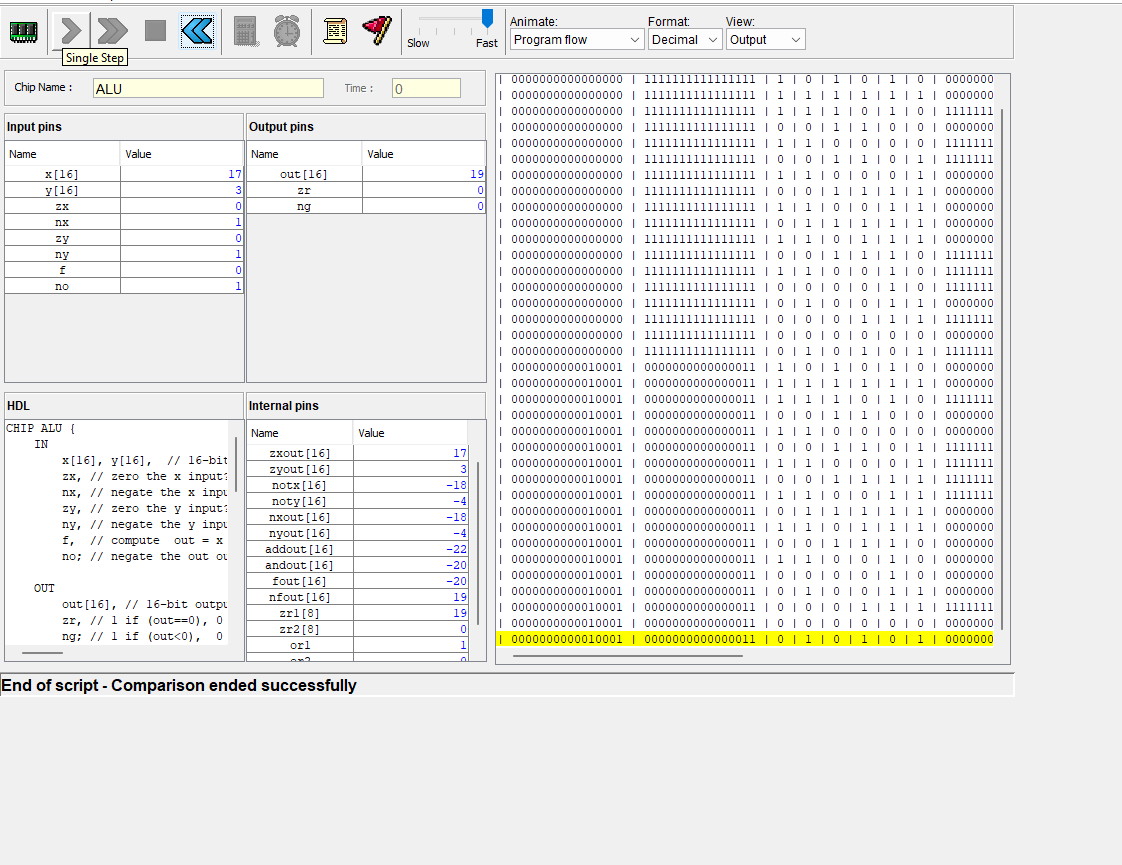 Single Step
Slow
Fast
Animate:
Program flow
Format:
Decimal
View:
Output
Chip Name :
ALU
Time :
0
Input pins
Name Value
x[16] 17
y[16] 3
zx 0
nx 1
zy 0
ny 1
f 0
no 1
Output pins
Name Value
out[16] 19
zr 0
ng 0
HDL
CHIP ALU {
IN
x[16], y[16],  // 16-bit
zx, // zero the x input?
nx, // negate the x inpu
zy, // zero the y input?
ny, // negate the y inpu
f,  // compute  out = x
no; // negate the out ou
OUT
out[16], // 16-bit outpu
zr, // 1 if (out==0), 0
ng; // 1 if (out<0),  0
Internal pins
Name Value
zxout[16] 17
zyout[16] 3
notx[16] -18
noty[16] -4
nxout[16] -18
nyout[16] -4
addout[16] -22
andout[16] -20
fout[16] -20
nfout[16] 19
zr1[8] 19
zr2[8] 0
or1 1
or2 0
| 0000000000000000 | 1111111111111111 | 1 | 0 | 1 | 0 | 1 | 0 | 0000000
| 0000000000000000 | 1111111111111111 | 1 | 1 | 1 | 1 | 1 | 1 | 0000000
| 0000000000000000 | 1111111111111111 | 1 | 1 | 1 | 0 | 1 | 0 | 1111111
| 0000000000000000 | 1111111111111111 | 0 | 0 | 1 | 1 | 0 | 0 | 0000000
| 0000000000000000 | 1111111111111111 | 1 | 1 | 0 | 0 | 0 | 0 | 1111111
| 0000000000000000 | 1111111111111111 | 0 | 0 | 1 | 1 | 0 | 1 | 1111111
| 0000000000000000 | 1111111111111111 | 1 | 1 | 0 | 0 | 0 | 1 | 0000000
| 0000000000000000 | 1111111111111111 | 0 | 0 | 1 | 1 | 1 | 1 | 0000000
| 0000000000000000 | 1111111111111111 | 1 | 1 | 0 | 0 | 1 | 1 | 0000000
| 0000000000000000 | 1111111111111111 | 0 | 1 | 1 | 1 | 1 | 1 | 0000000
| 0000000000000000 | 1111111111111111 | 1 | 1 | 0 | 1 | 1 | 1 | 0000000
| 0000000000000000 | 1111111111111111 | 0 | 0 | 1 | 1 | 1 | 0 | 1111111
| 0000000000000000 | 1111111111111111 | 1 | 1 | 0 | 0 | 1 | 0 | 1111111
| 0000000000000000 | 1111111111111111 | 0 | 0 | 0 | 0 | 1 | 0 | 1111111
| 0000000000000000 | 1111111111111111 | 0 | 1 | 0 | 0 | 1 | 1 | 0000000
| 0000000000000000 | 1111111111111111 | 0 | 0 | 0 | 1 | 1 | 1 | 1111111
| 0000000000000000 | 1111111111111111 | 0 | 0 | 0 | 0 | 0 | 0 | 0000000
| 0000000000000000 | 1111111111111111 | 0 | 1 | 0 | 1 | 0 | 1 | 1111111
| 0000000000010001 | 0000000000000011 | 1 | 0 | 1 | 0 | 1 | 0 | 0000000
| 0000000000010001 | 0000000000000011 | 1 | 1 | 1 | 1 | 1 | 1 | 0000000
| 0000000000010001 | 0000000000000011 | 1 | 1 | 1 | 0 | 1 | 0 | 1111111
| 0000000000010001 | 0000000000000011 | 0 | 0 | 1 | 1 | 0 | 0 | 0000000
| 0000000000010001 | 0000000000000011 | 1 | 1 | 0 | 0 | 0 | 0 | 0000000
| 0000000000010001 | 0000000000000011 | 0 | 0 | 1 | 1 | 0 | 1 | 1111111
| 0000000000010001 | 0000000000000011 | 1 | 1 | 0 | 0 | 0 | 1 | 1111111
| 0000000000010001 | 0000000000000011 | 0 | 0 | 1 | 1 | 1 | 1 | 1111111
| 0000000000010001 | 0000000000000011 | 1 | 1 | 0 | 0 | 1 | 1 | 1111111
| 0000000000010001 | 0000000000000011 | 0 | 1 | 1 | 1 | 1 | 1 | 0000000
| 0000000000010001 | 0000000000000011 | 1 | 1 | 0 | 1 | 1 | 1 | 0000000
| 0000000000010001 | 0000000000000011 | 0 | 0 | 1 | 1 | 1 | 0 | 0000000
| 0000000000010001 | 0000000000000011 | 1 | 1 | 0 | 0 | 1 | 0 | 0000000
| 0000000000010001 | 0000000000000011 | 0 | 0 | 0 | 0 | 1 | 0 | 0000000
| 0000000000010001 | 0000000000000011 | 0 | 1 | 0 | 0 | 1 | 1 | 0000000
| 0000000000010001 | 0000000000000011 | 0 | 0 | 0 | 1 | 1 | 1 | 1111111
| 0000000000010001 | 0000000000000011 | 0 | 0 | 0 | 0 | 0 | 0 | 0000000
| 0000000000010001 | 0000000000000011 | 0 | 1 | 0 | 1 | 0 | 1 | 0000000
End of script - Comparison ended successfully